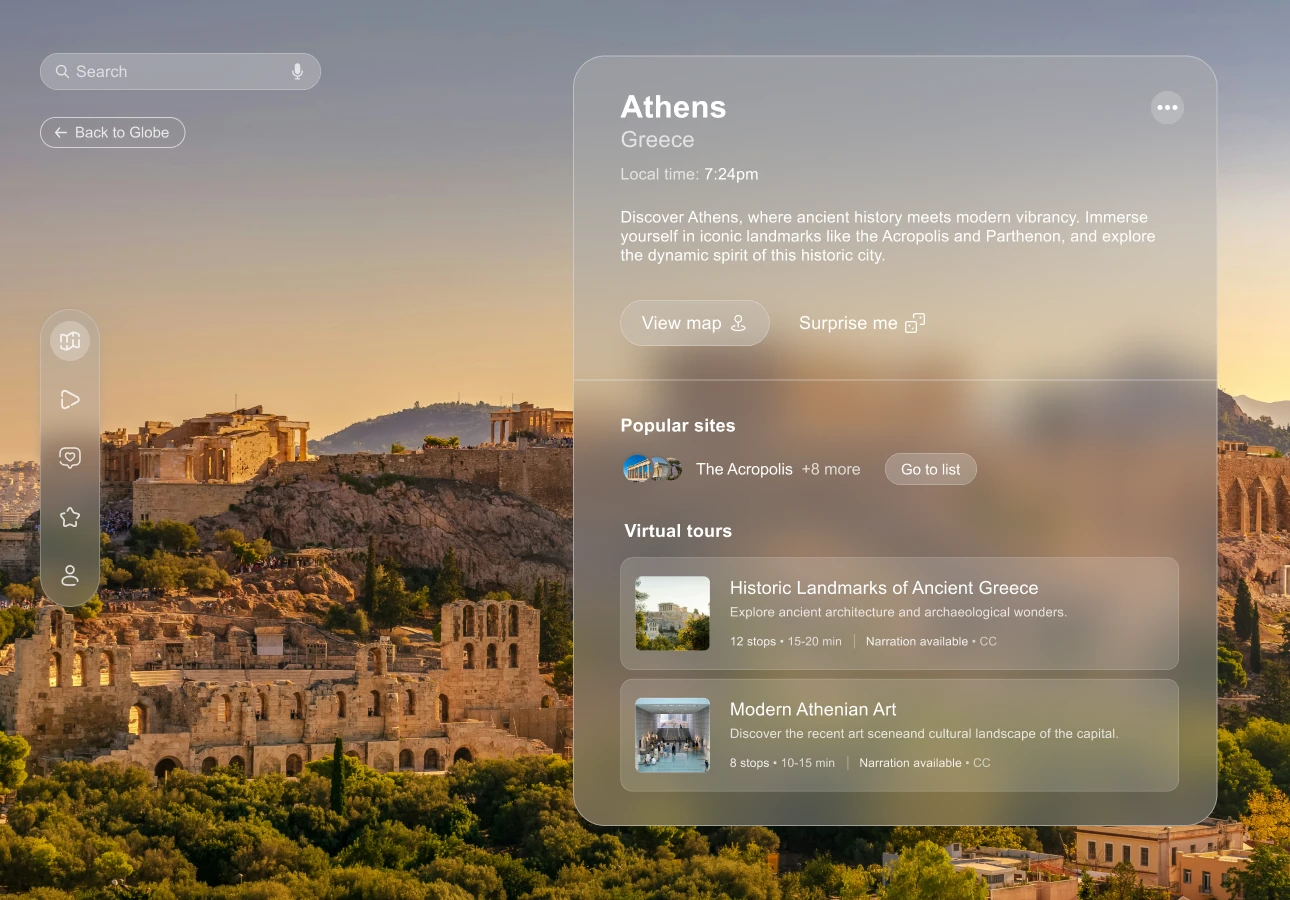 Search
Back to Globe
Athens
Greece
Local time: 7:24pm
Discover Athens, where ancient history meets modern vibrancy. Immerse
yourself in iconic landmarks like the Acropolis and Parthenon, and explore
the dynamic spirit of this historic city.
View map
Surprise me
Popular sites
The Acropolis +8 more
Go to list
Virtual tours
Historic Landmarks of Ancient Greece
Explore ancient architecture and archaeological wonders.
12 stops • 15-20 min | Narration available • CC
Modern Athenian Art
Discover the recent art sceneand cultural landscape of the capital.
8 stops • 10-15 min | Narration available • CC